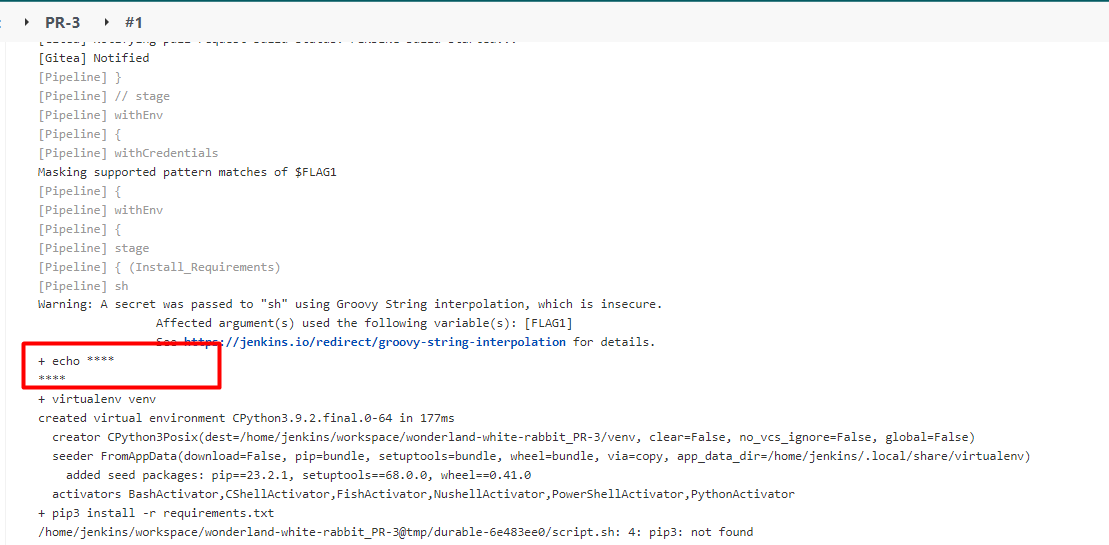 PR-3 #1
[Gitea] Notified
[Pipeline] }
[Pipeline] // stage
[Pipeline] withEnv
[Pipeline] {
[Pipeline] withCredentials
Masking supported pattern matches of $FLAG1
[Pipeline] {
[Pipeline] withEnv
[Pipeline] {
[Pipeline] stage
[Pipeline] { (Install_Requirements)
[Pipeline] sh
Warning: A secret was passed to "sh" using Groovy String interpolation, which is insecure.
Affected argument(s) used the following variable(s): [FLAG1]
See https://jenkins.io/redirect/groovy-string-interpolation for details.
+ echo ****
****
+ virtualenv venv
created virtual environment CPython3.9.2.final.0-64 in 177ms
creator CPython3Posix(dest=/home/jenkins/workspace/wonderland-white-rabbit_PR-3/venv, clear=False, no_vcs_ignore=False, global=False)
seeder FromAppData(download=False, pip=bundle, setuptools=bundle, wheel=bundle, via=copy, app_data_dir=/home/jenkins/.local/share/virtualenv)
added seed packages: pip==23.2.1, setuptools==68.0.0, wheel==0.41.0
activators BashActivator,CShellActivator,FishActivator,NushellActivator,PowerShellActivator,PythonActivator
+ pip3 install -r requirements.txt
/home/jenkins/workspace/wonderland-white-rabbit_PR-3@tmp/durable-6e483ee0/script.sh: 4: pip3: not found